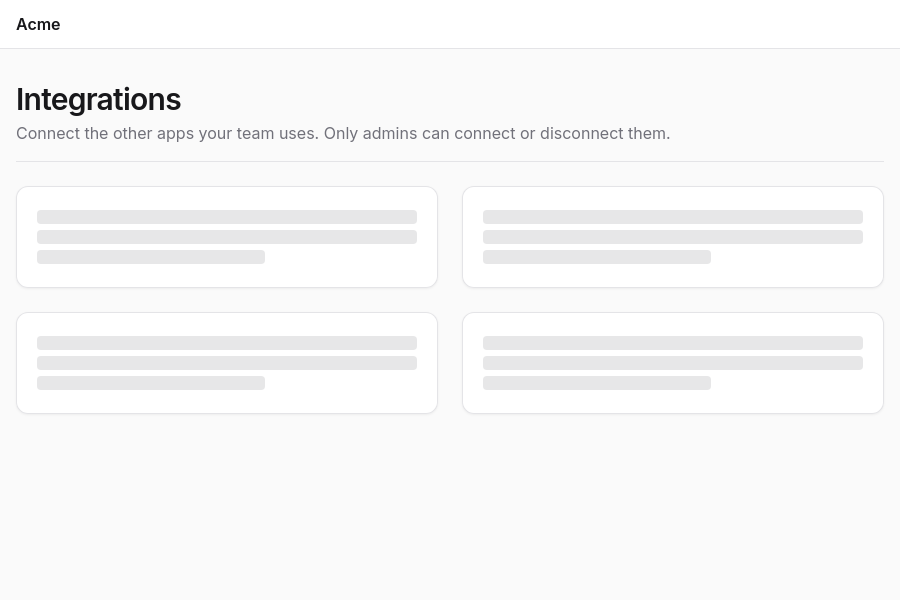 Acme
Integrations
Connect the other apps your team uses. Only admins can connect or disconnect them.